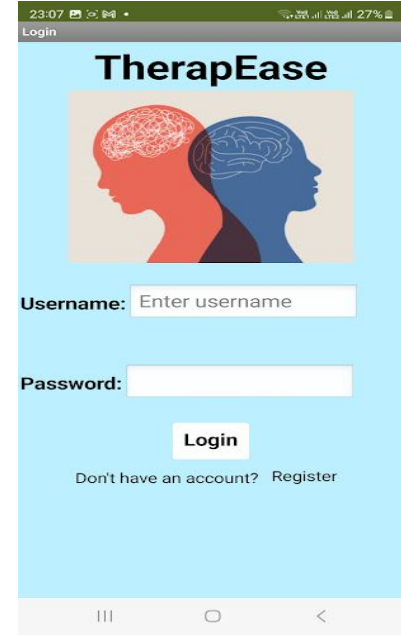 23:07 27%
Login
TherapEase
Username: Enter username
Password:
Login
Don't have an account? Register